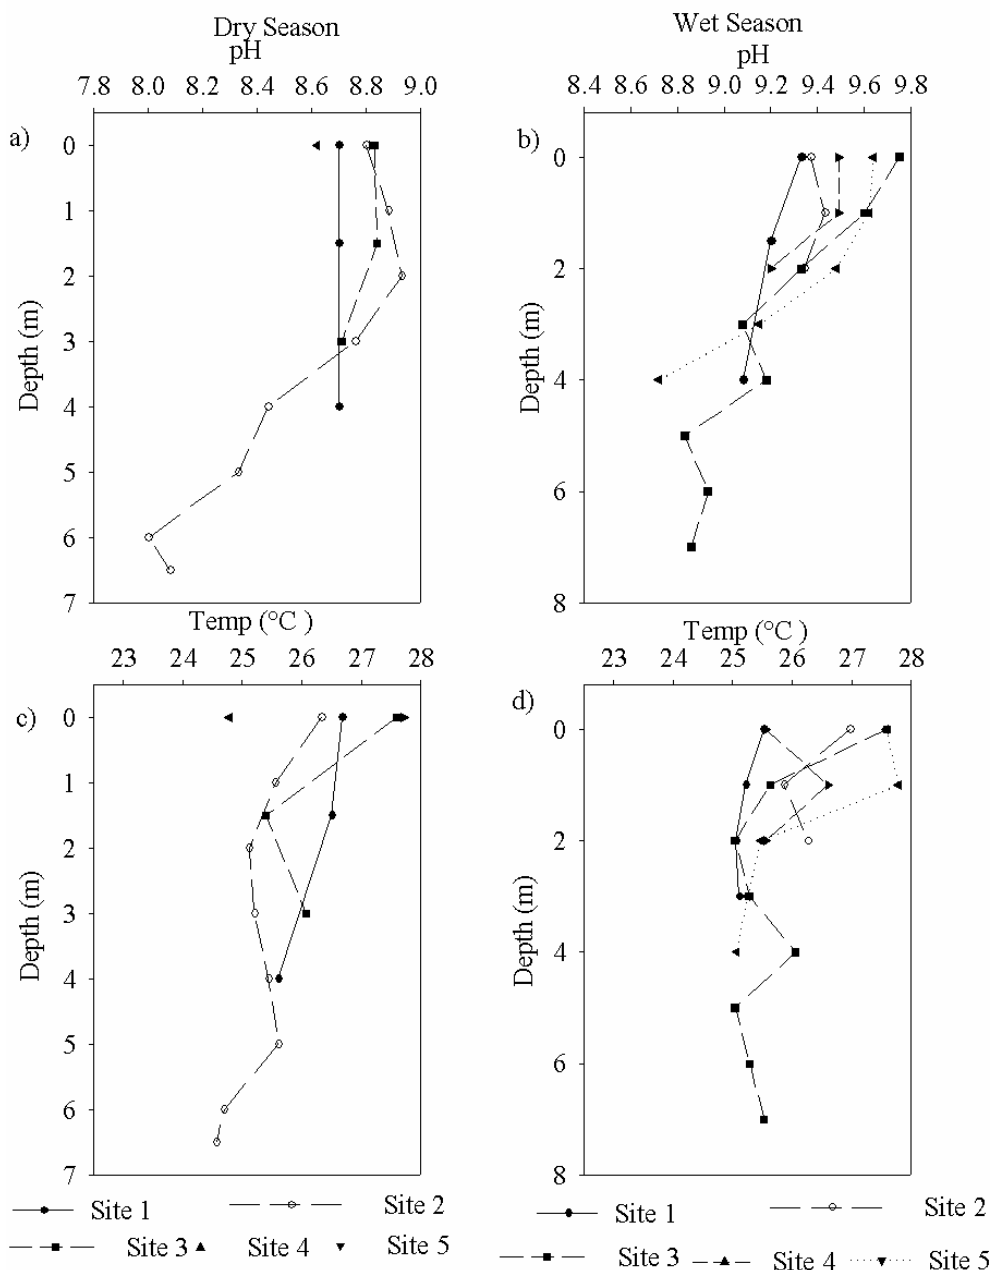 Dry Season
pH
7.8 8.0 8.2 8.4 8.6 8.8 9.0
a)
0
1
2
3
4
5
6
7
Depth (m)
Wet Season
pH
8.4 8.6 8.8 9.0 9.2 9.4 9.6 9.8
b)
0
2
4
6
8
Depth (m)
Temp (°C )
23 24 25 26 27 28
c)
0
1
2
3
4
5
6
7
Depth (m)
Temp (°C )
23 24 25 26 27 28
d)
0
2
4
6
8
Depth (m)
Site 1 Site 2
Site 3 Site 4 Site 5
Site 1 Site 2
Site 3 Site 4 Site 5